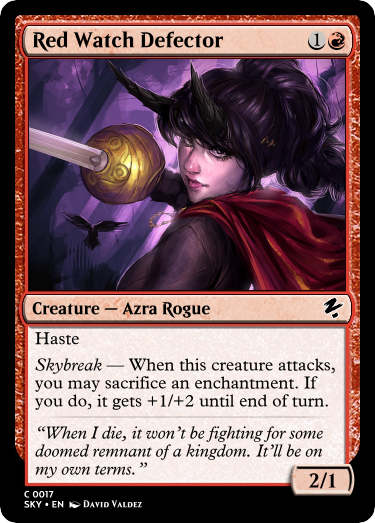 Red Watch Defector 1
Creature — Azra Rogue
Haste
Skybreak — When this creature attacks,
you may sacrifice an enchantment. If
you do, it gets +1/+2 until end of turn.
“When I die, it won’t be fighting for some
doomed remnant of a kingdom. It’ll be on
my own terms.”
2/1
C 0017
SKY • EN David Valdez